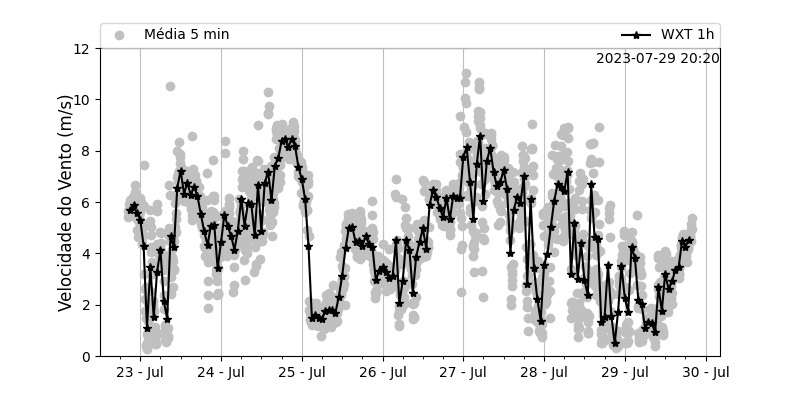 Média 5 min
WXT 1h
2023-07-29 20:20
Velocidade do Vento (m/s)
12
10
8
6
4
2
0
23 - Jul
24 - Jul
25 - Jul
26 - Jul
27 - Jul
28 - Jul
29 - Jul
30 - Jul